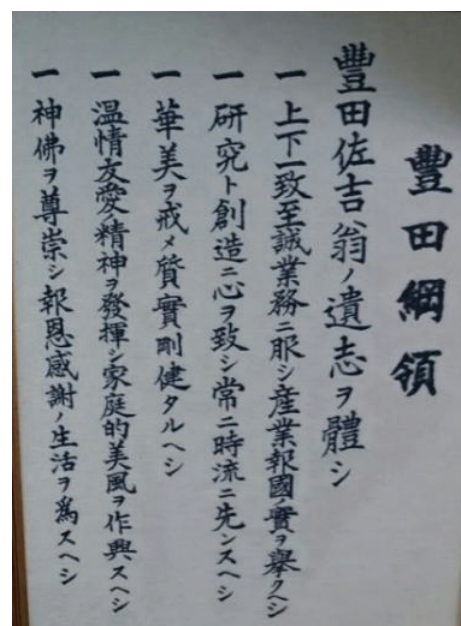 豐田綱領
豐田佐吉翁ノ遺志ヲ體シ
一 上下一致至誠業務ニ服シ産業報國ノ實ヲ擧クヘシ
一 研究ト創造ニ心ヲ致シ常ニ時流ニ先ンスヘシ
一 華美ヲ戒メ質實剛健タルヘシ
一 温情友愛精神ヲ發揮シ家庭的美風ヲ作興スヘシ
一 神佛ヲ尊崇シ報恩感謝ノ生活ヲ爲スヘシ